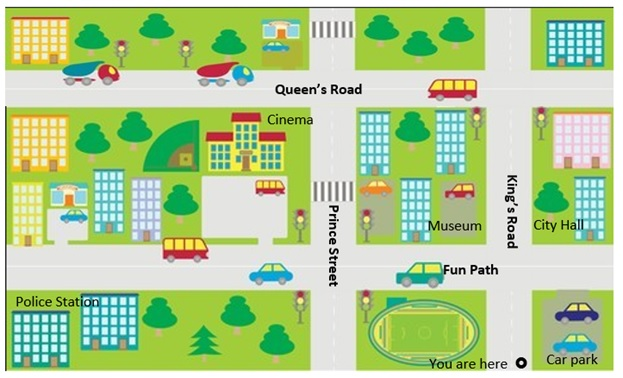 Queen's Road
Cinema
Prince Street
King's Road
Museum
City Hall
Fun Path
Police Station
You are here
Car park